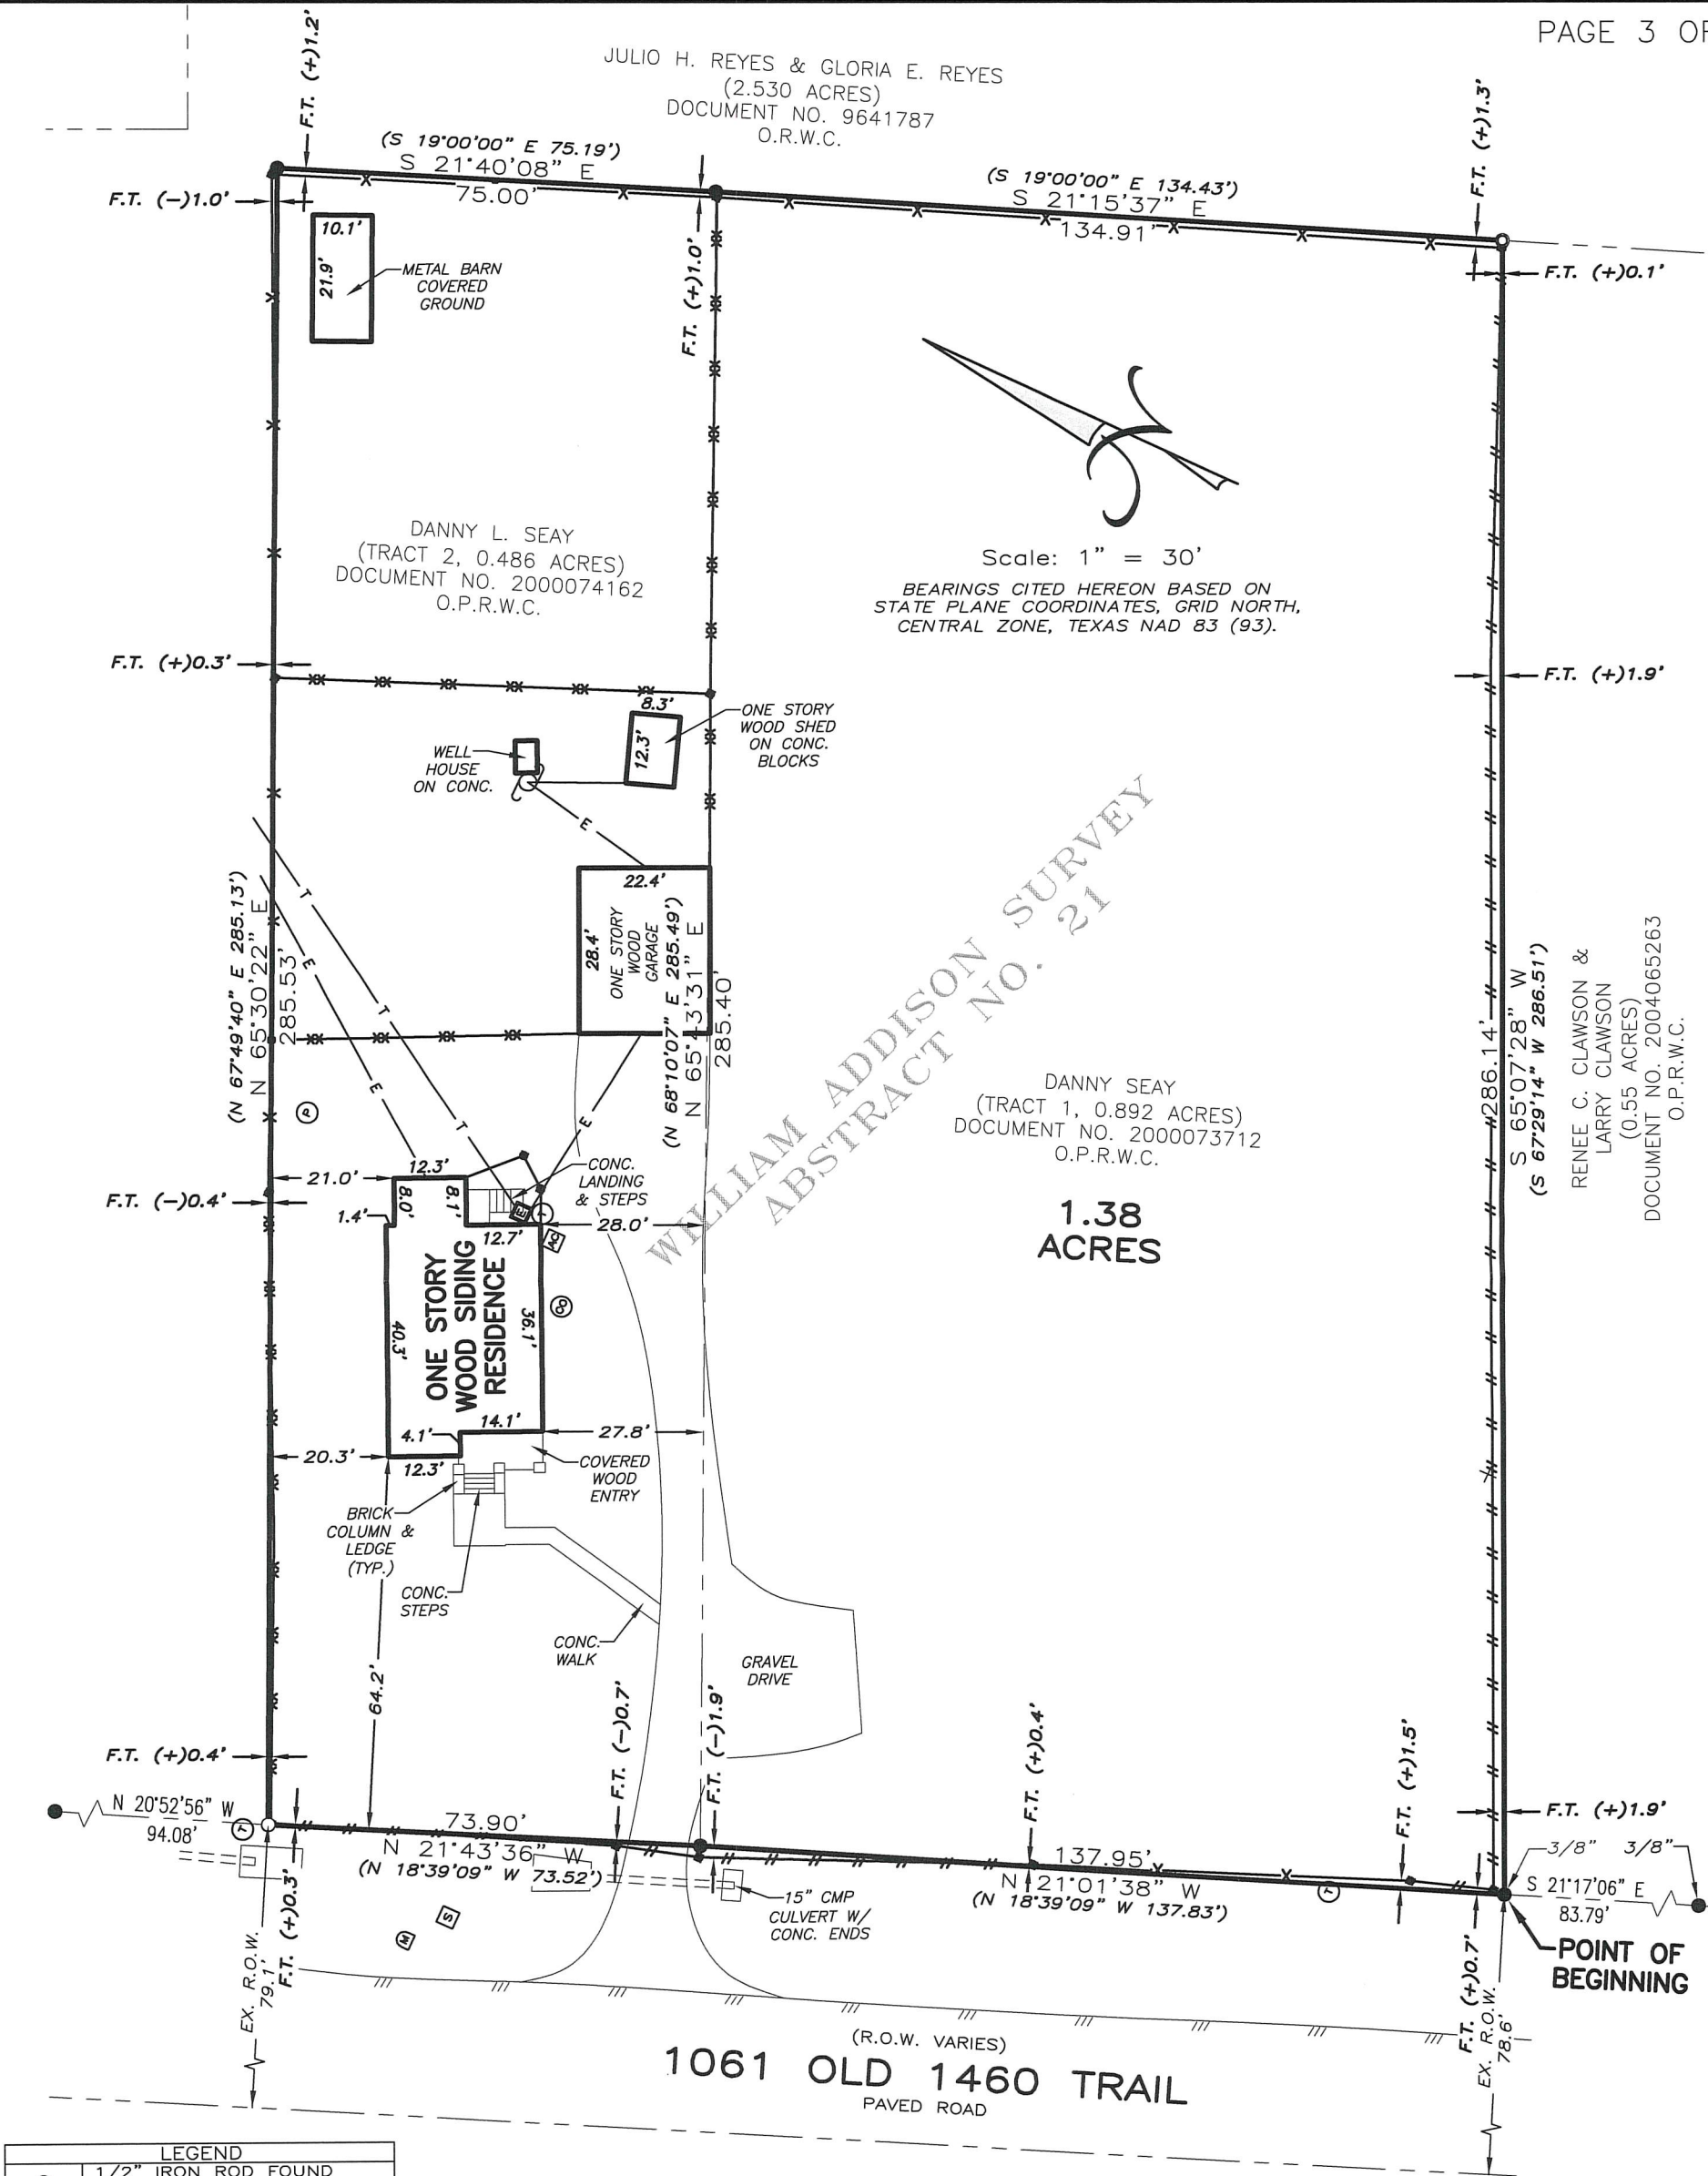 PAGE 3 OF
JULIO H. REYES & GLORIA E. REYES
(2.530 ACRES)
DOCUMENT NO. 9641787
O.R.W.C.
F.T. (+)1.2'
F.T. (+)1.3'
(S 19°00'00" E 75.19')
S 21°40'08" E
75.00'
(S 19°00'00" E 134.43')
S 21°15'37" E
134.91'
F.T. (-)1.0'
F.T. (+)1.0'
F.T. (+)0.1'
10.1'
21.9'
METAL BARN
COVERED
GROUND
DANNY L. SEAY
(TRACT 2, 0.486 ACRES)
DOCUMENT NO. 2000074162
O.P.R.W.C.
Scale: 1" = 30'
BEARINGS CITED HEREON BASED ON
STATE PLANE COORDINATES, GRID NORTH,
CENTRAL ZONE, TEXAS NAD 83 (93).
F.T. (+)0.3'
F.T. (+)1.9'
8.3'
12.3'
ONE STORY
WOOD SHED
ON CONC.
BLOCKS
WELL
HOUSE
ON CONC.
E
22.4'
28.4'
ONE STORY
WOOD
GARAGE
(N 68°10'07" E 285.49')
N 65°43'31" E
285.40'
(N 67°49'40" E 285.13')
N 65°30'22" E
285.53'
T
E
T
T
E
T
E
P
WILLIAM ADDISON SURVEY
ABSTRACT NO. 21
DANNY SEAY
(TRACT 1, 0.892 ACRES)
DOCUMENT NO. 2000073712
O.P.R.W.C.
1.38
ACRES
286.14'
S 65°07'28" W
(S 67°29'14" W 286.51')
RENEE C. CLAWSON &
LARRY CLAWSON
(0.55 ACRES)
DOCUMENT NO. 2004065263
O.P.R.W.C.
21.0'
12.3'
8.0'
8.1'
CONC.
LANDING
& STEPS
F.T. (-)0.4'
1.4'
E
T
28.0'
12.7'
ONE STORY
WOOD SIDING
RESIDENCE
40.3'
36.1'
14.1'
4.1'
27.8'
20.3'
12.3'
COVERED
WOOD
ENTRY
BRICK
COLUMN &
LEDGE
(TYP.)
CONC.
STEPS
CONC.
WALK
64.2'
GRAVEL
DRIVE
F.T. (-)0.7'
F.T. (-)1.9'
F.T. (+)0.4'
F.T. (+)1.5'
F.T. (+)0.4'
F.T. (+)1.9'
N 20°52'56" W
94.08'
T
73.90'
N 21°43'36" W
(N 18°39'09" W 73.52')
137.95'
N 21°01'38" W
(N 18°39'09" W 137.83')
T
3/8"
3/8"
S 21°17'06" E
83.79'
POINT OF
BEGINNING
15" CMP
CULVERT W/
CONC. ENDS
S
M
F.T. (+)0.3'
EX. R.O.W.
79.1'
F.T. (+)0.7'
EX. R.O.W.
78.6'
(R.O.W. VARIES)
1061 OLD 1460 TRAIL
PAVED ROAD
LEGEND
1/2" IRON ROD FOUND